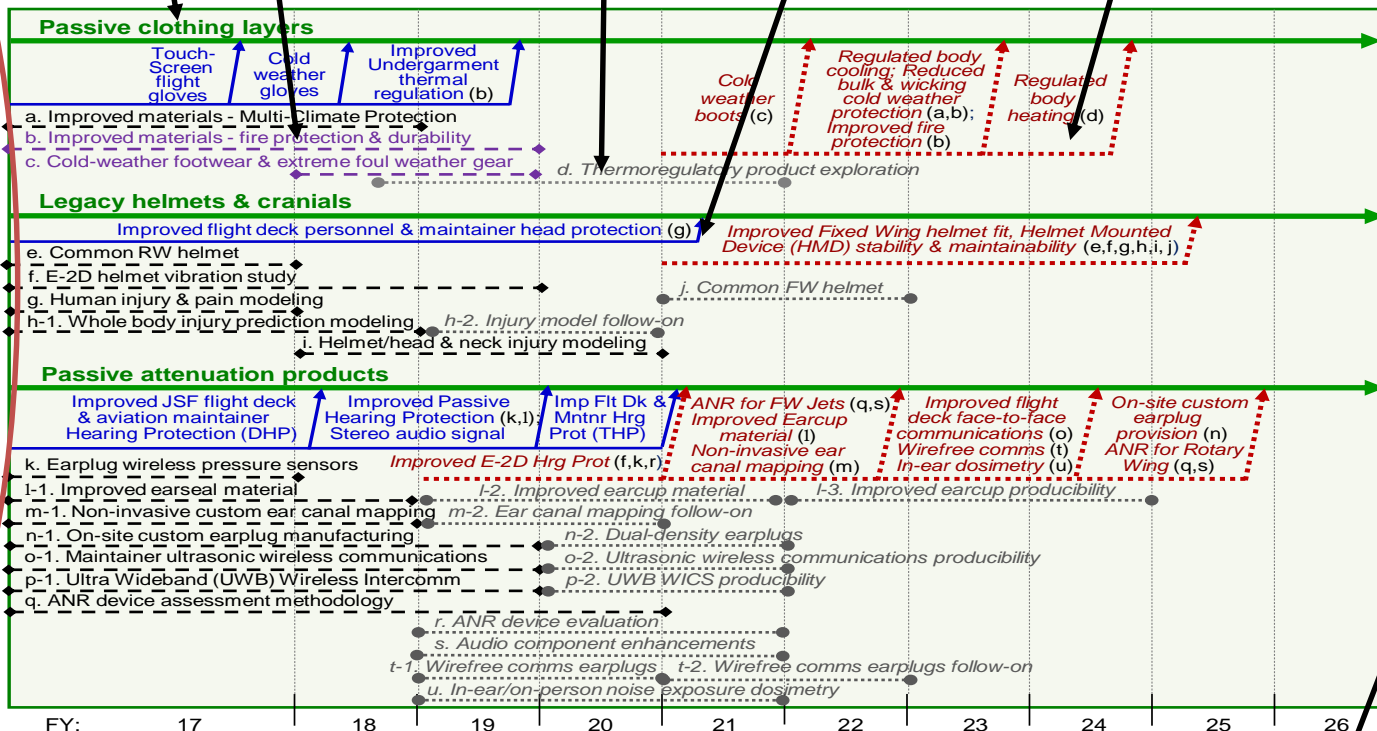 Passive clothing layers
Touch-
Screen
flight
gloves
Cold
weather
gloves
Improved
Undergarment
thermal
regulation (b)
Cold
weather
boots (c)
Regulated body
cooling; Reduced
bulk & wicking
cold weather
protection (a,b);
Improved fire
protection (b)
Regulated
body
heating (d)
a. Improved materials - Multi-Climate Protection
b. Improved materials - fire protection & durability
c. Cold-weather footwear & extreme foul weather gear
d. Thermoregulatory product exploration
Legacy helmets & cranials
Improved flight deck personnel & maintainer head protection (g)
Improved Fixed Wing helmet fit, Helmet Mounted
Device (HMD) stability & maintainability (e,f,g,h,i, j)
e. Common RW helmet
f. E-2D helmet vibration study
g. Human injury & pain modeling
j. Common FW helmet
h-1. Whole body injury prediction modeling
h-2. Injury model follow-on
i. Helmet/head & neck injury modeling
Passive attenuation products
Improved JSF flight deck
& aviation maintainer
Hearing Protection (DHP)
Improved Passive
Hearing Protection (k,l);
Stereo audio signal
Imp Flt Dk &
Mntnr Hrg
Prot (THP)
Improved E-2D Hrg Prot (f,k,r)
ANR for FW Jets (q,s)
Improved Earcup
material (l)
Non-invasive ear
canal mapping (m)
Improved flight
deck face-to-face
communications (o)
Wirefree comms (t)
In-ear dosimetry (u)
On-site custom
earplug
provision (n)
ANR for Rotary
Wing (q,s)
k. Earplug wireless pressure sensors
l-1. Improved earseal material
l-2. Improved earcup material
l-3. Improved earcup producibility
m-1. Non-invasive custom ear canal mapping
m-2. Ear canal mapping follow-on
n-1. On-site custom earplug manufacturing
n-2. Dual-density earplugs
o-1. Maintainer ultrasonic wireless communications
o-2. Ultrasonic wireless communications producibility
p-1. Ultra Wideband (UWB) Wireless Intercomm
p-2. UWB WICS producibility
q. ANR device assessment methodology
r. ANR device evaluation
s. Audio component enhancements
t-1. Wirefree comms earplugs
t-2. Wirefree comms earplugs follow-on
u. In-ear/on-person noise exposure dosimetry
FY: 17 18 19 20 21 22 23 24 25 26